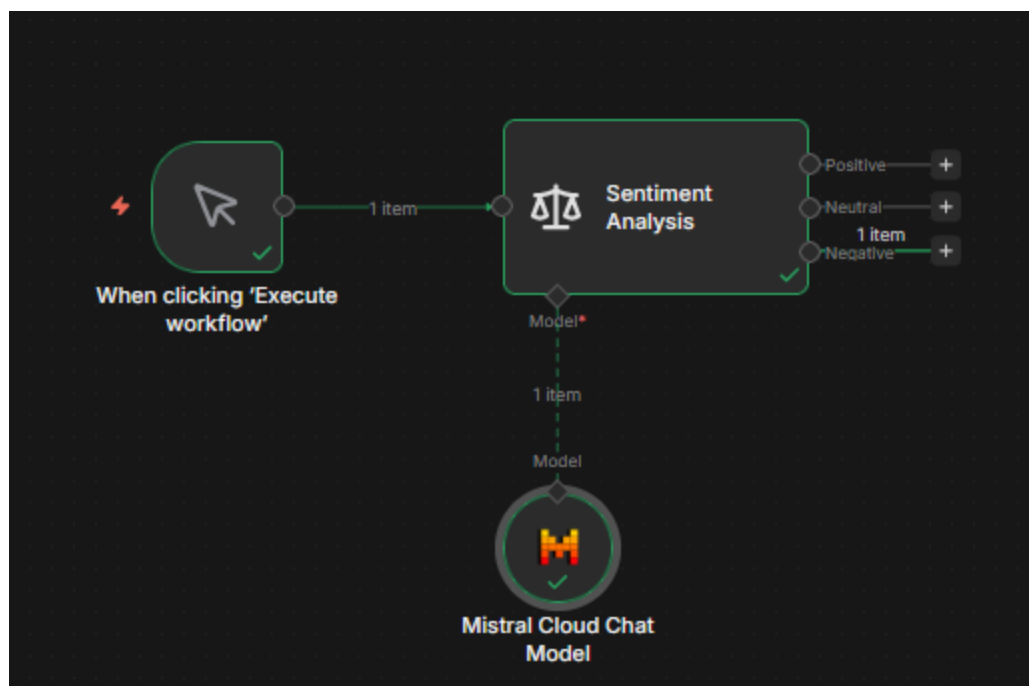 When clicking ‘Execute
workflow’
1 item
Sentiment
Analysis
Positive
Neutral
1 item
Negative
Model*
1 item
Model
Mistral Cloud Chat
Model